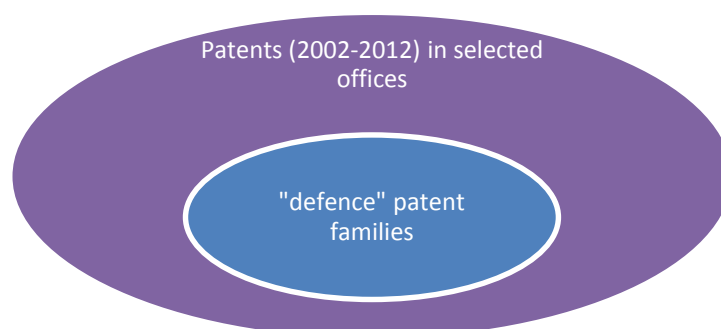 Patents (2002-2012) in selected
offices
"defence" patent
families